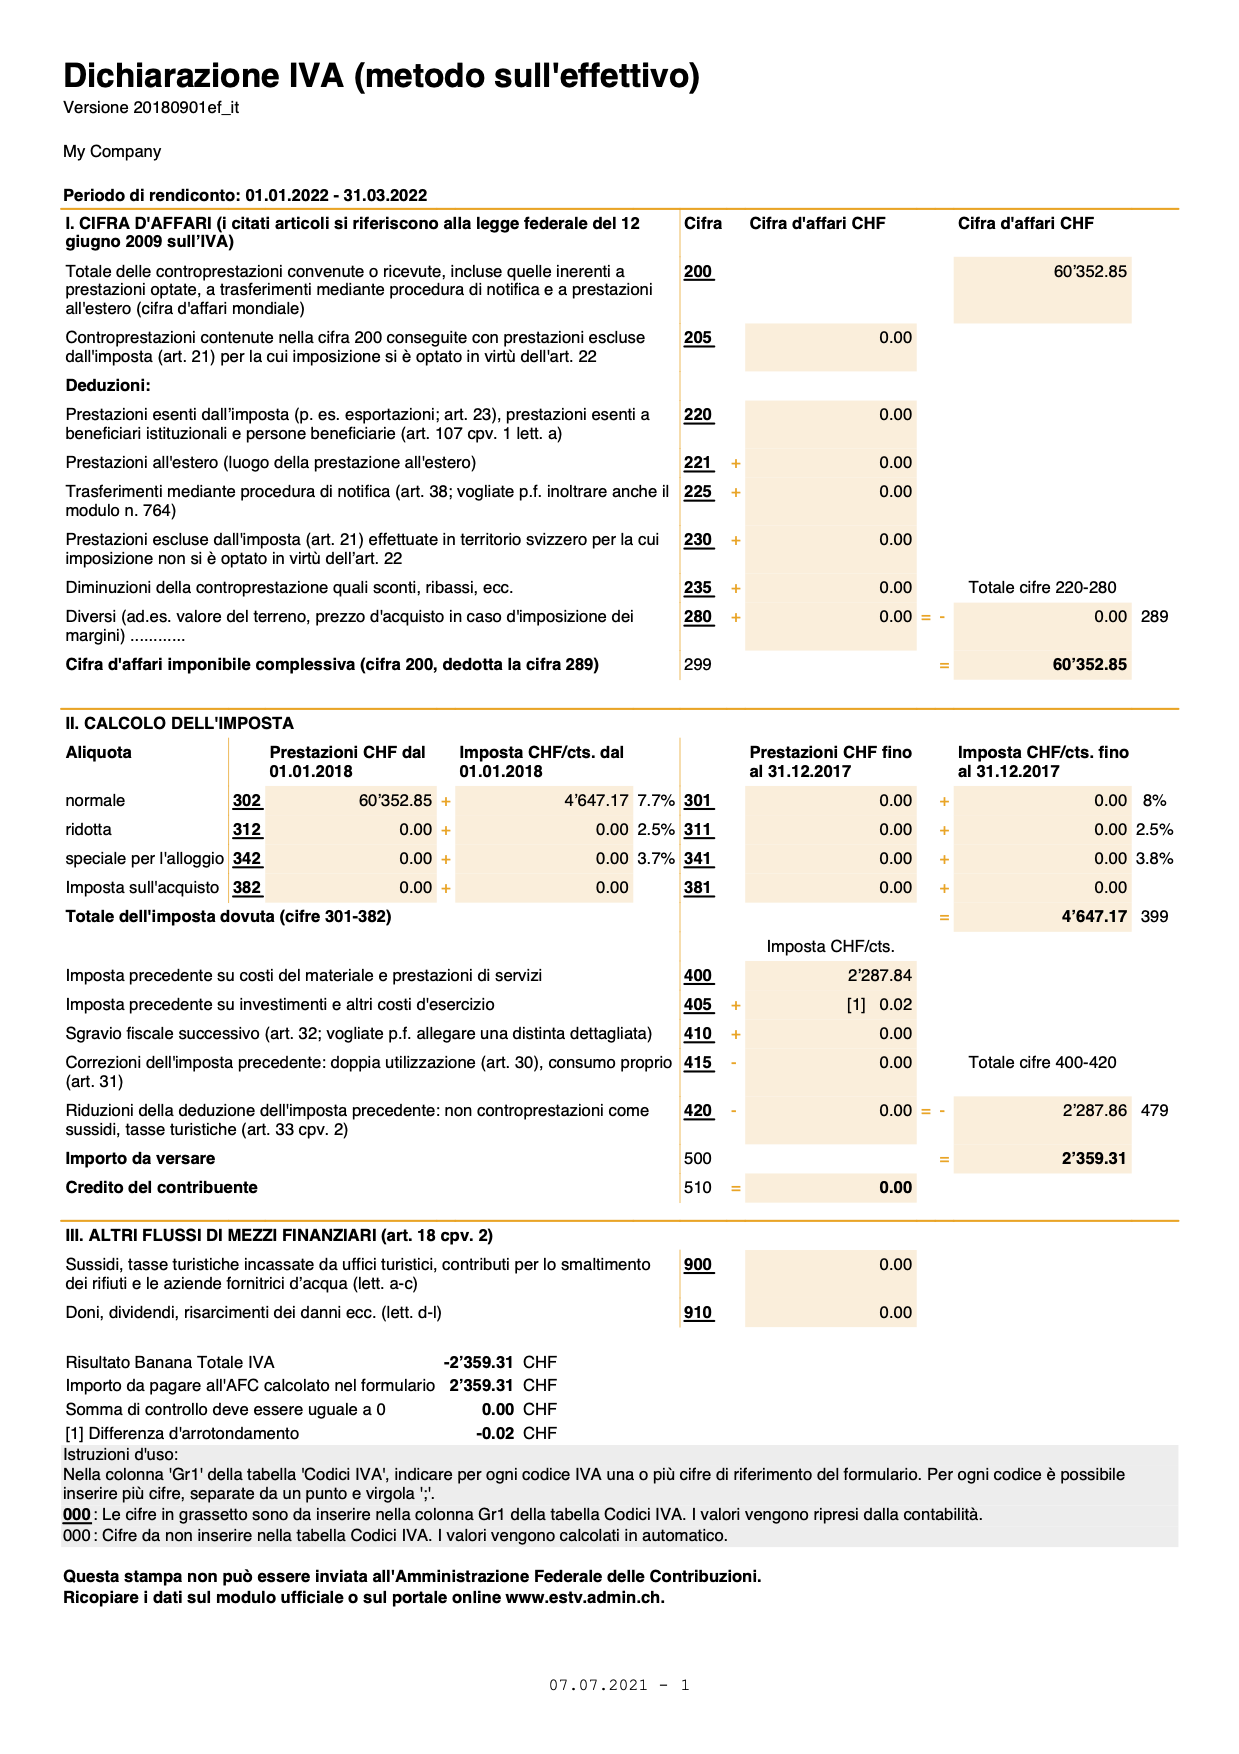 Dichiarazione IVA (metodo sull'effettivo)
Versione 20180901ef_it
My Company
Periodo di rendiconto: 01.01.2022 - 31.03.2022
I. CIFRA D'AFFARI (i citati articoli si riferiscono alla legge federale del 12 Cifra Cifra d'affari CHF Cifra d'affari CHF
giugno 2009 sull’IVA)
Totale delle controprestazioni convenute o ricevute, incluse quelle inerenti a 200 60’352.85
prestazioni optate, a trasferimenti mediante procedura di notifica e a prestazioni
all'estero (cifra d'affari mondiale)
Controprestazioni contenute nella cifra 200 conseguite con prestazioni escluse 205 0.00
dall'imposta (art. 21) per la cui imposizione si è optato in virtù dell'art. 22
Deduzioni:
Prestazioni esenti dall’imposta (p. es. esportazioni; art. 23), prestazioni esenti a 220 0.00
beneficiari istituzionali e persone beneficiarie (art. 107 cpv. 1 lett. a)
Prestazioni all'estero (luogo della prestazione all'estero) 221 + 0.00
Trasferimenti mediante procedura di notifica (art. 38; vogliate p.f. inoltrare anche il 225 + 0.00
modulo n. 764)
Prestazioni escluse dall'imposta (art. 21) effettuate in territorio svizzero per la cui 230 + 0.00
imposizione non si è optato in virtù dell’art. 22
Diminuzioni della controprestazione quali sconti, ribassi, ecc. 235 + 0.00 Totale cifre 220-280
Diversi (ad.es. valore del terreno, prezzo d'acquisto in caso d'imposizione dei 280 + 0.00 = - 0.00 289
margini) ............
Cifra d'affari imponibile complessiva (cifra 200, dedotta la cifra 289) 299 = 60’352.85
II. CALCOLO DELL'IMPOSTA
Aliquota Prestazioni CHF dal Imposta CHF/cts. dal Prestazioni CHF fino Imposta CHF/cts. fino
01.01.2018 01.01.2018 al 31.12.2017 al 31.12.2017
normale 302 60’352.85 + 4’647.17 7.7% 301 0.00 + 0.00 8%
ridotta 312 0.00 + 0.00 2.5% 311 0.00 + 0.00 2.5%
speciale per l'alloggio 342 0.00 + 0.00 3.7% 341 0.00 + 0.00 3.8%
Imposta sull'acquisto 382 0.00 + 0.00 381 0.00 + 0.00
Totale dell'imposta dovuta (cifre 301-382) = 4’647.17 399
Imposta CHF/cts.
Imposta precedente su costi del materiale e prestazioni di servizi 400 2’287.84
Imposta precedente su investimenti e altri costi d'esercizio 405 + [1] 0.02
Sgravio fiscale successivo (art. 32; vogliate p.f. allegare una distinta dettagliata) 410 + 0.00
Correzioni dell'imposta precedente: doppia utilizzazione (art. 30), consumo proprio 415 - 0.00 Totale cifre 400-420
(art. 31)
Riduzioni della deduzione dell'imposta precedente: non controprestazioni come 420 - 0.00 = - 2’287.86 479
sussidi, tasse turistiche (art. 33 cpv. 2)
Importo da versare 500 = 2’359.31
Credito del contribuente 510 = 0.00
III. ALTRI FLUSSI DI MEZZI FINANZIARI (art. 18 cpv. 2)
Sussidi, tasse turistiche incassate da uffici turistici, contributi per lo smaltimento 900 0.00
dei rifiuti e le aziende fornitrici d’acqua (lett. a-c)
Doni, dividendi, risarcimenti dei danni ecc. (lett. d-l) 910 0.00
Risultato Banana Totale IVA -2’359.31 CHF
Importo da pagare all'AFC calcolato nel formulario 2’359.31 CHF
Somma di controllo deve essere uguale a 0 0.00 CHF
[1] Differenza d'arrotondamento -0.02 CHF
Istruzioni d'uso:
Nella colonna 'Gr1' della tabella 'Codici IVA', indicare per ogni codice IVA una o più cifre di riferimento del formulario. Per ogni codice è possibile
inserire più cifre, separate da un punto e virgola ';'.
000 : Le cifre in grassetto sono da inserire nella colonna Gr1 della tabella Codici IVA. I valori vengono ripresi dalla contabilità.
000 : Cifre da non inserire nella tabella Codici IVA. I valori vengono calcolati in automatico.
Questa stampa non può essere inviata all'Amministrazione Federale delle Contribuzioni.
Ricopiare i dati sul modulo ufficiale o sul portale online www.estv.admin.ch.
07.07.2021 - 1